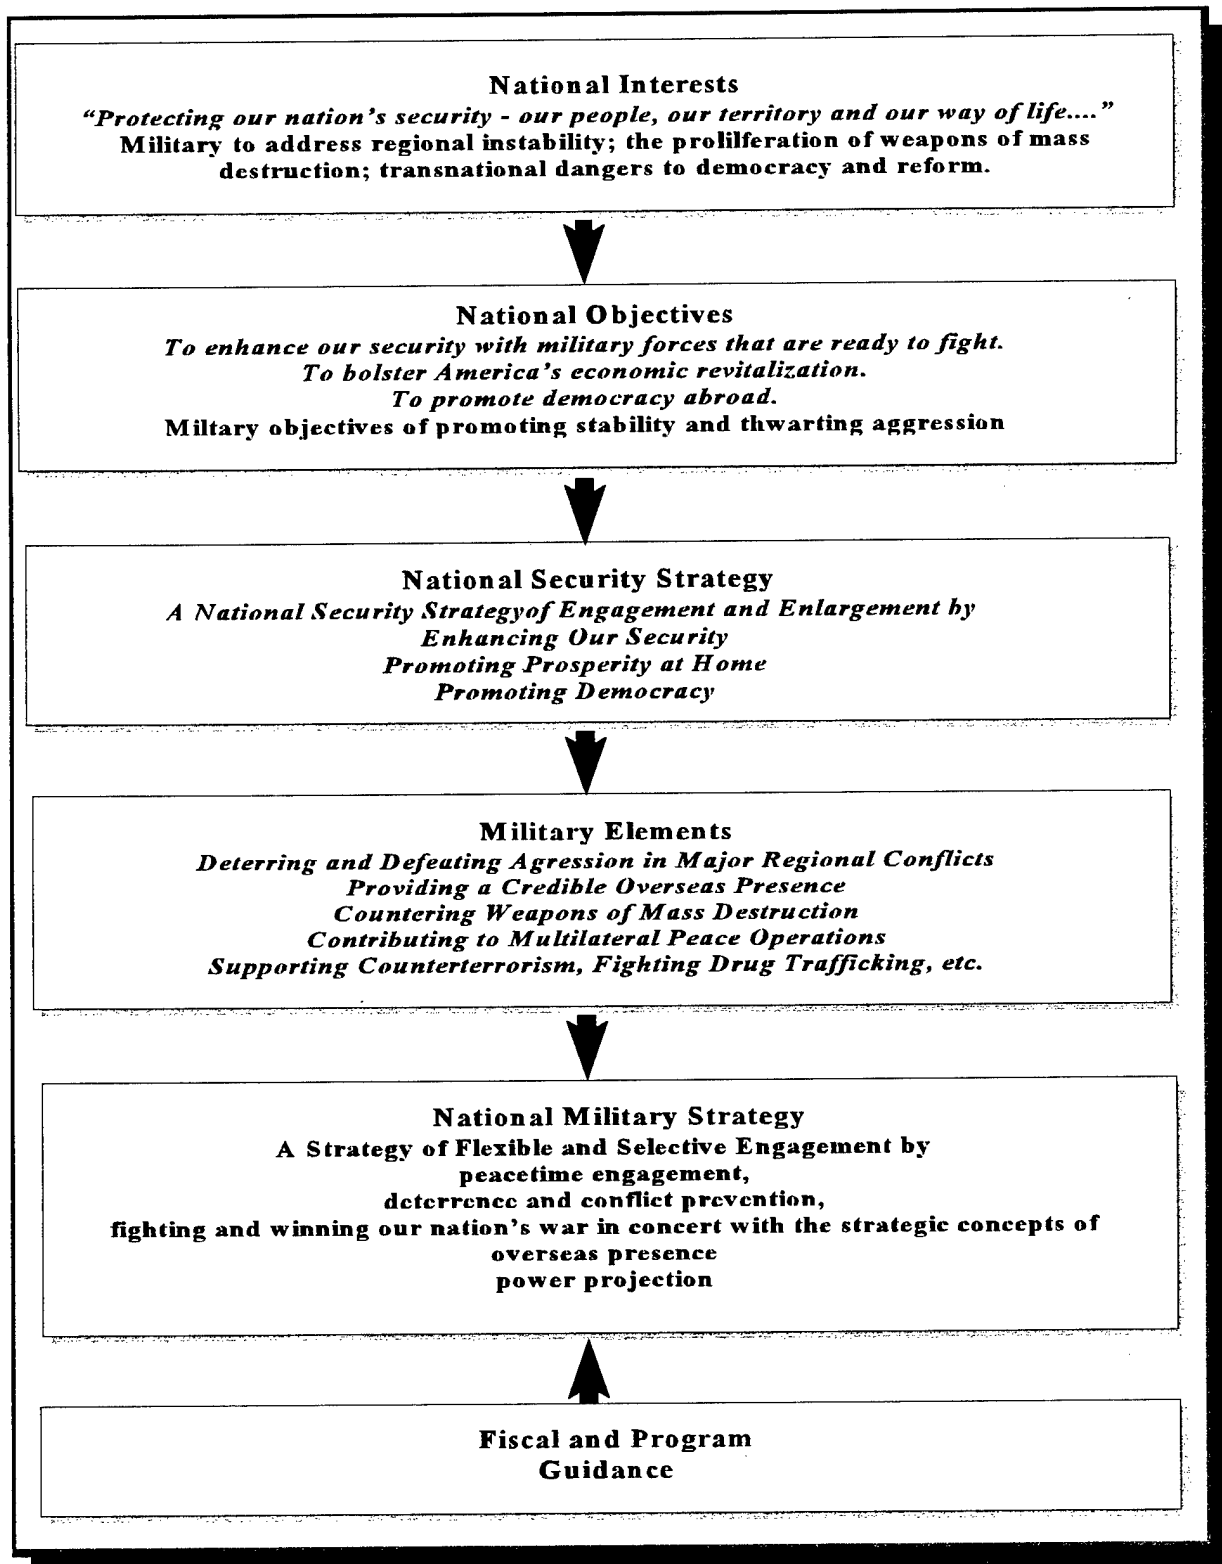 National Interests
“Protecting our nation's security - our people, our territory and our way of life....”
Military to address regional instability; the prolilferation of weapons of mass
destruction; transnational dangers to democracy and reform.
National Objectives
To enhance our security with military forces that are ready to fight.
To bolster America's economic revitalization.
To promote democracy abroad.
Miltary objectives of promoting stability and thwarting aggression
National Security Strategy
A National Security Strategyof Engagement and Enlargement by
Enhancing Our Security
Promoting Prosperity at Home
Promoting Democracy
Military Elements
Deterring and Defeating Agression in Major Regional Conflicts
Providing a Credible Overseas Presence
Countering Weapons of Mass Destruction
Contributing to Multilateral Peace Operations
Supporting Counterterrorism, Fighting Drug Trafficking, etc.
National Military Strategy
A Strategy of Flexible and Selective Engagement by
peacetime engagement,
deterrence and conflict prevention,
fighting and winning our nation's war in concert with the strategic concepts of
overseas presence
power projection
Fiscal and Program
Guidance